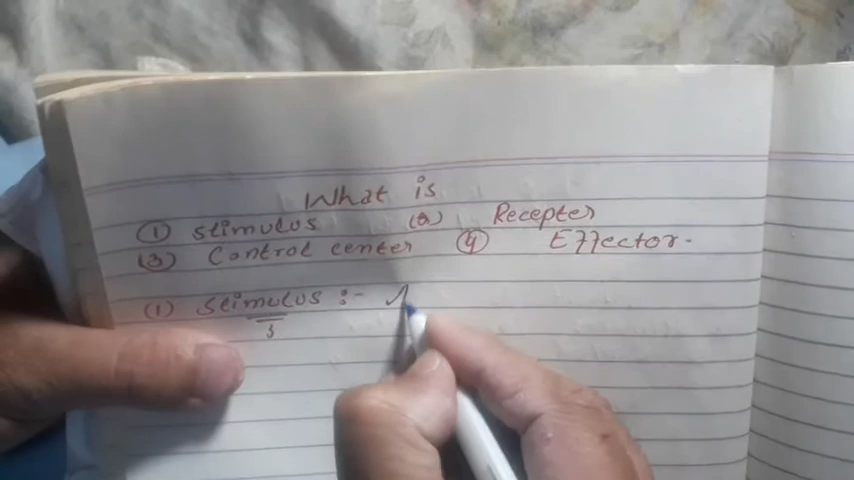 What is
① Stimulus (2) Recepter
(3) Control center ④ Effector.
(1) Stimulus :-